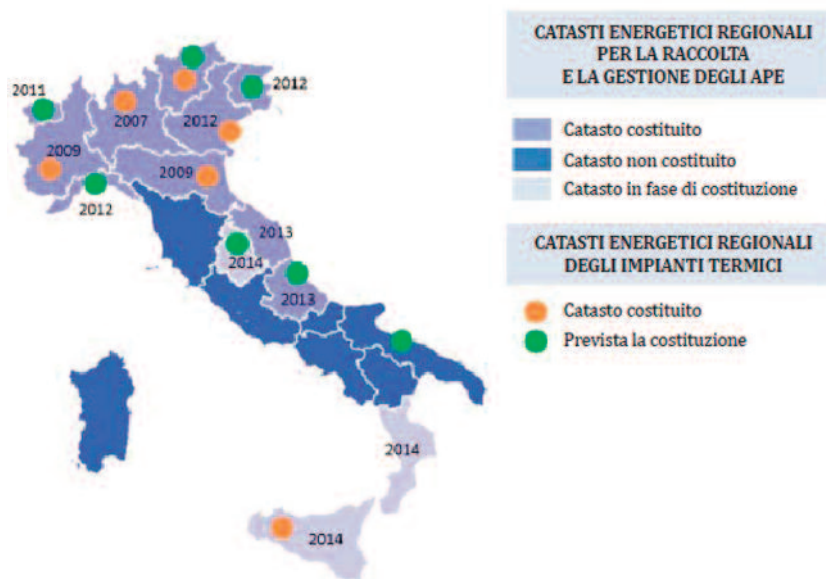 CATASTI ENERGETICI REGIONALI
PER LA RACCOLTA
E LA GESTIONE DEGLI APE
Catasto costituito
Catasto non costituito
Catasto in fase di costituzione
CATASTI ENERGETICI REGIONALI
DEGLI IMPIANTI TERMICI
Catasto costituito
Prevista la costituzione
2012
2011
2007
2012
2009
2009
2012
2013
2014
2013
2014
2014